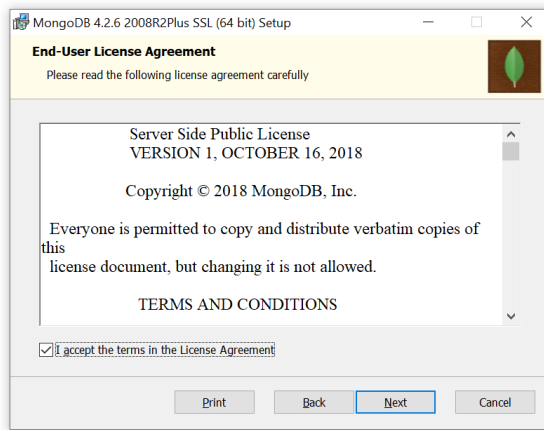 MongoDB 4.2.6 2008R2Plus SSL (64 bit) Setup
End-User License Agreement
Please read the following license agreement carefully
Server Side Public License
VERSION 1, OCTOBER 16, 2018
Copyright © 2018 MongoDB, Inc.
Everyone is permitted to copy and distribute verbatim copies of
this
license document, but changing it is not allowed.
TERMS AND CONDITIONS
I accept the terms in the License Agreement
Print Back Next Cancel